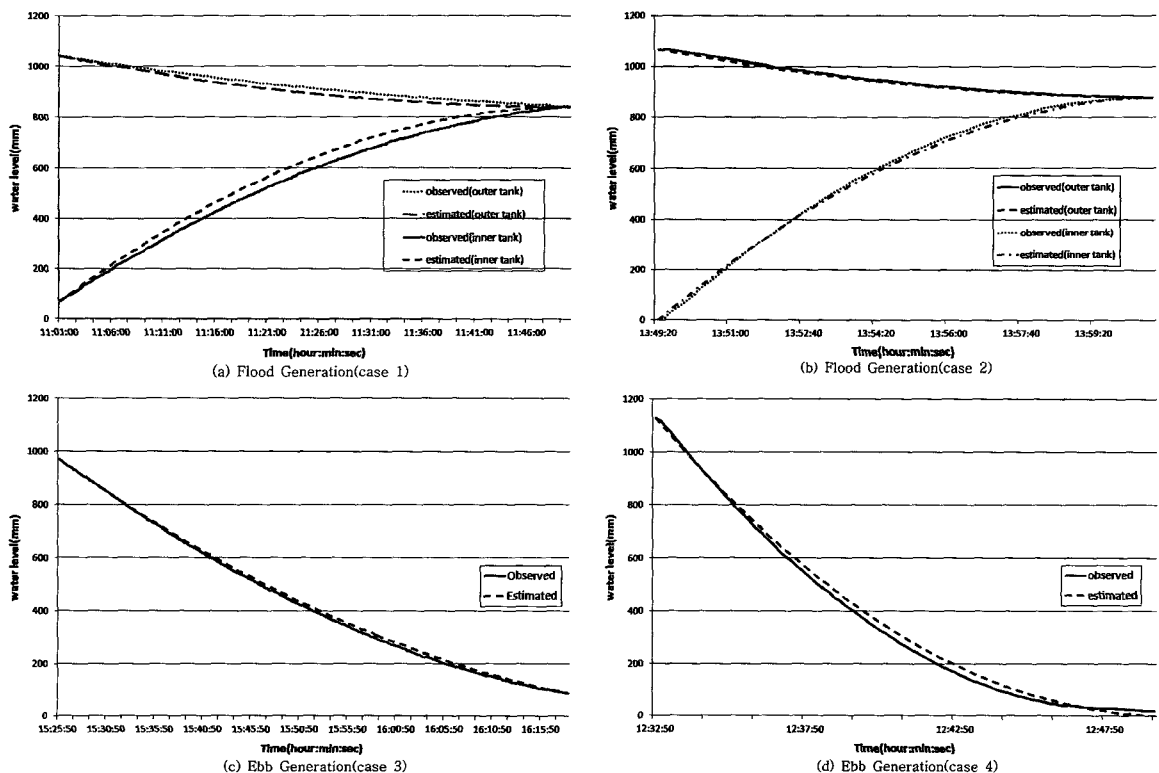 1200
1000
800
600
400
200
0
water level(mm)
observed(outer tank)
estimated(outer tank)
observed(inner tank)
estimated(inner tank)
11:01:00 11:06:00 11:11:00 11:16:00 11:21:00 11:26:00 11:31:00 11:36:00 11:41:00 11:46:00
Time(hour:min:sec)
(a) Flood Generation(case 1)
1200
1000
800
600
400
200
0
water level(mm)
observed(outer tank)
estimated(outer tank)
observed(inner tank)
estimated(inner tank)
13:49:20 13:51:00 13:52:40 13:54:20 13:56:00 13:57:40 13:59:20
Time(hour:min:sec)
(b) Flood Generation(case 2)
1200
1000
800
600
400
200
0
water level(mm)
Observed
Estimated
15:25:50 15:30:50 15:35:50 15:40:50 15:45:50 15:50:50 15:55:50 16:00:50 16:05:50 16:10:50 16:15:50
Time(hour:min:sec)
(c) Ebb Generation(case 3)
1200
1000
800
600
400
200
0
water level(mm)
observed
estimated
12:32:50 12:37:50 12:42:50 12:47:50
Time(hour:min:sec)
(d) Ebb Generation(case 4)